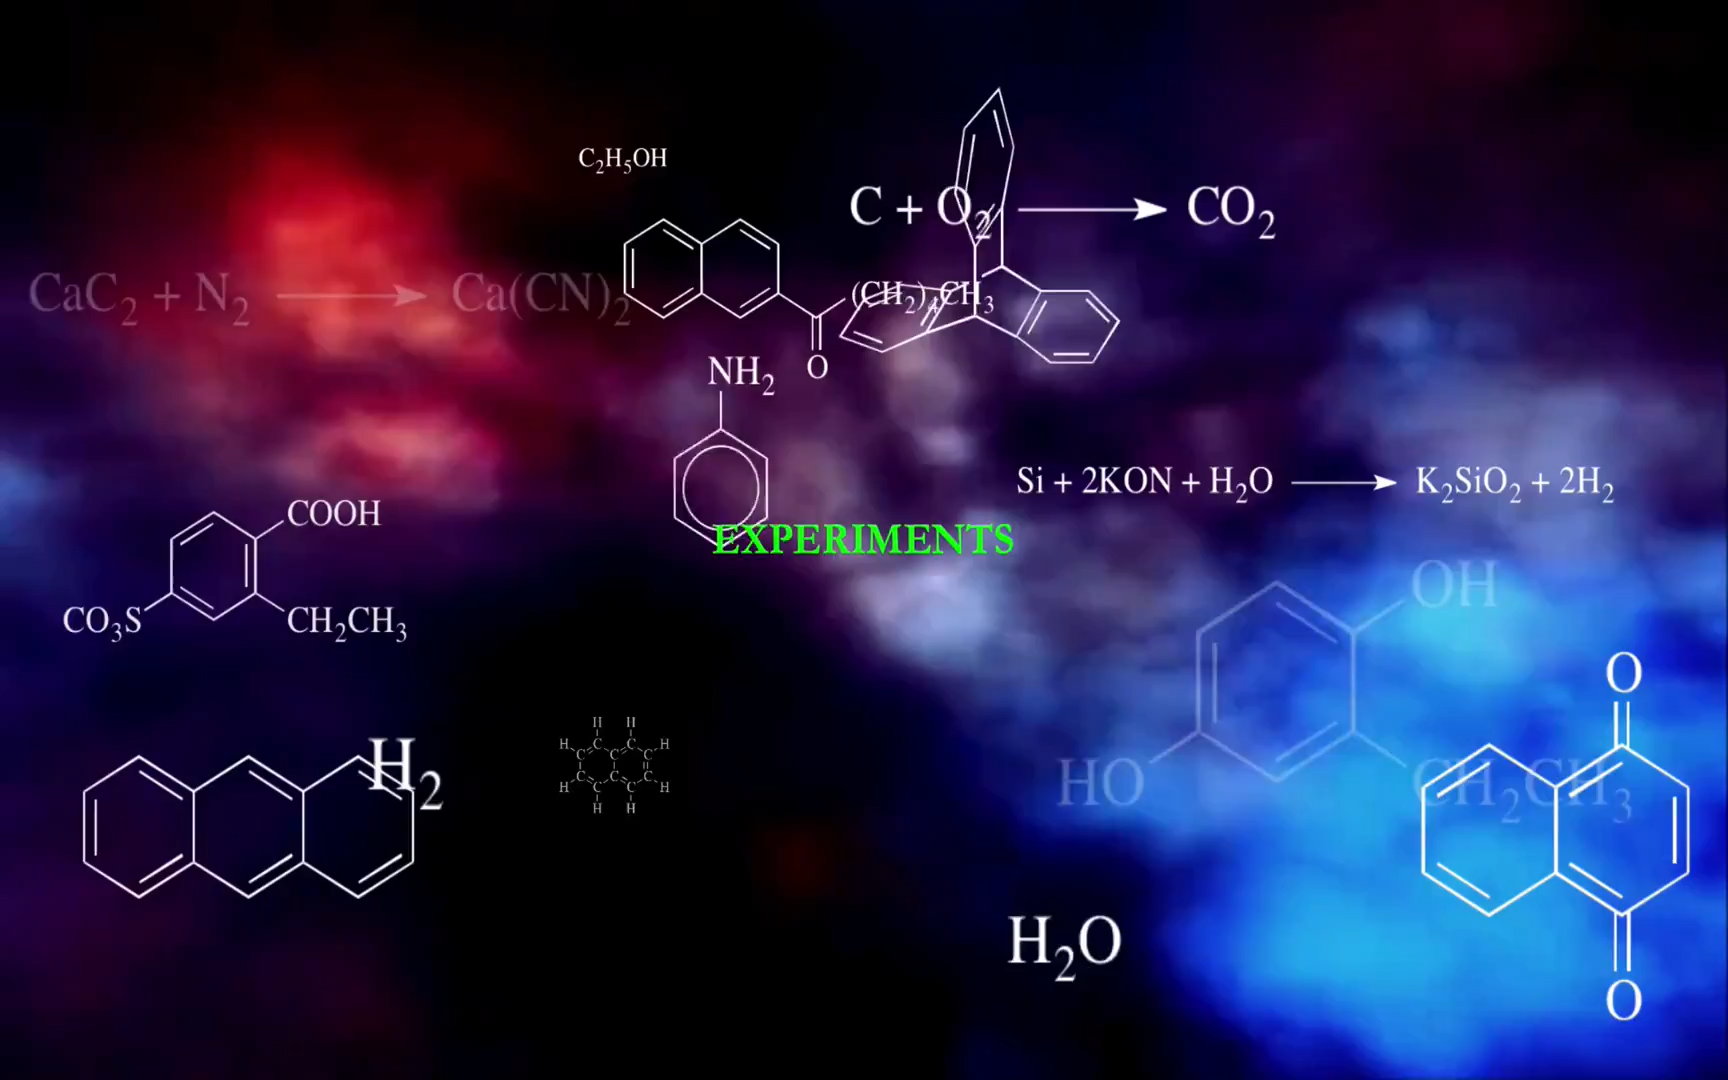 C₂H₅OH
C + O₂ → CO₂
CaC₂ + N₂ → Ca(CN)₂
(CH₂)₄CH₃
O
NH₂
Si + 2KON + H₂O → K₂SiO₂ + 2H₂
COOH
EXPERIMENTS
CO₃S
CH₂CH₃
OH
HO
CH₂CH₃
O
H₂
H H
H C C H
C C C
C C C
H C C H
H H
H₂O
O